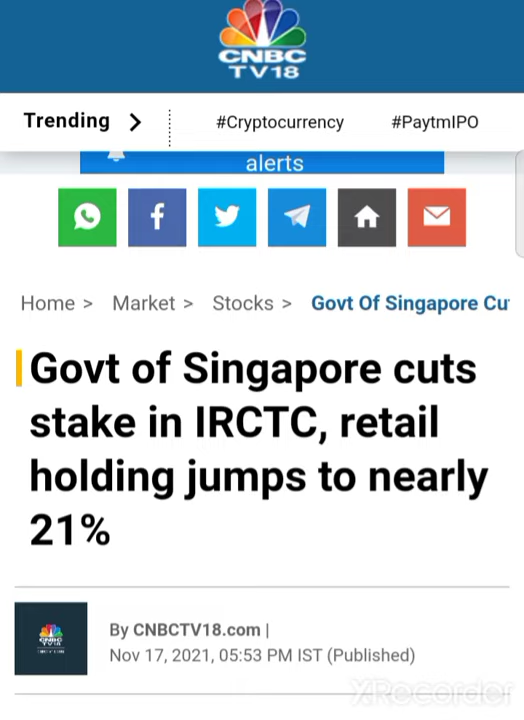 CNBC
TV18
Trending
#Cryptocurrency
#PaytmIPO
alerts
Home > Market > Stocks > Govt Of Singapore Cu
Govt of Singapore cuts
stake in IRCTC, retail
holding jumps to nearly
21%
CNBC
TV18
By CNBCTV18.com |
Nov 17, 2021, 05:53 PM IST (Published)
XRecorder